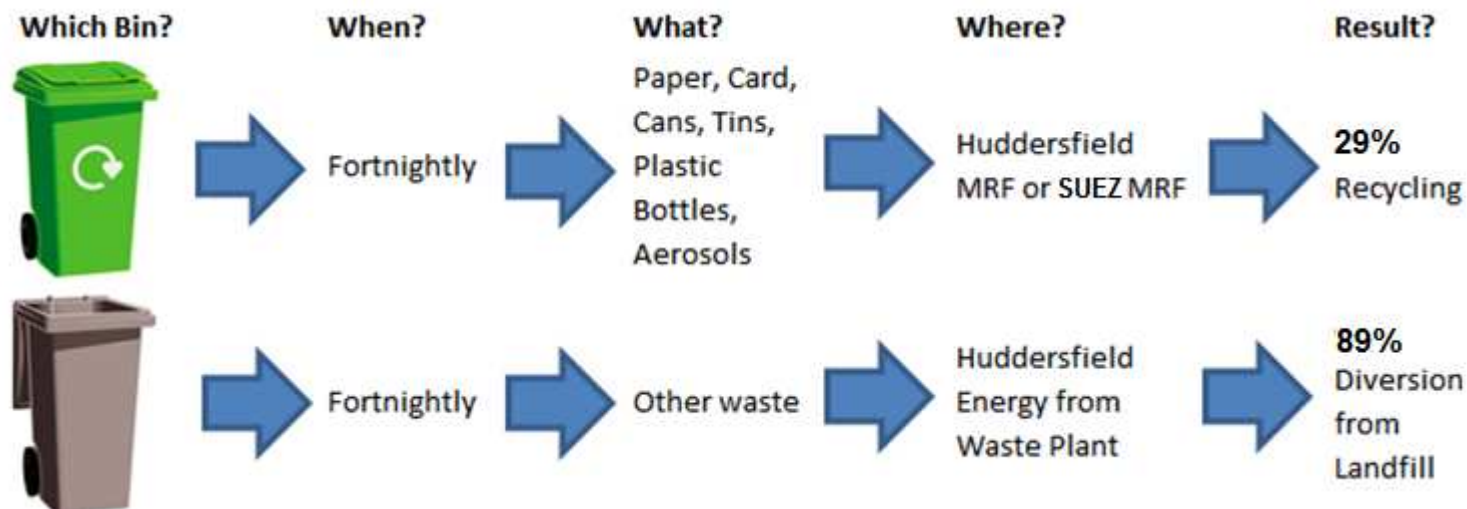 Which Bin?
When?
What?
Where?
Result?
Fortnightly
Paper, Card,
Cans, Tins,
Plastic
Bottles,
Aerosols
Huddersfield
MRF or SUEZ MRF
29%
Recycling
Fortnightly
Other waste
Huddersfield
Energy from
Waste Plant
89%
Diversion
from
Landfill